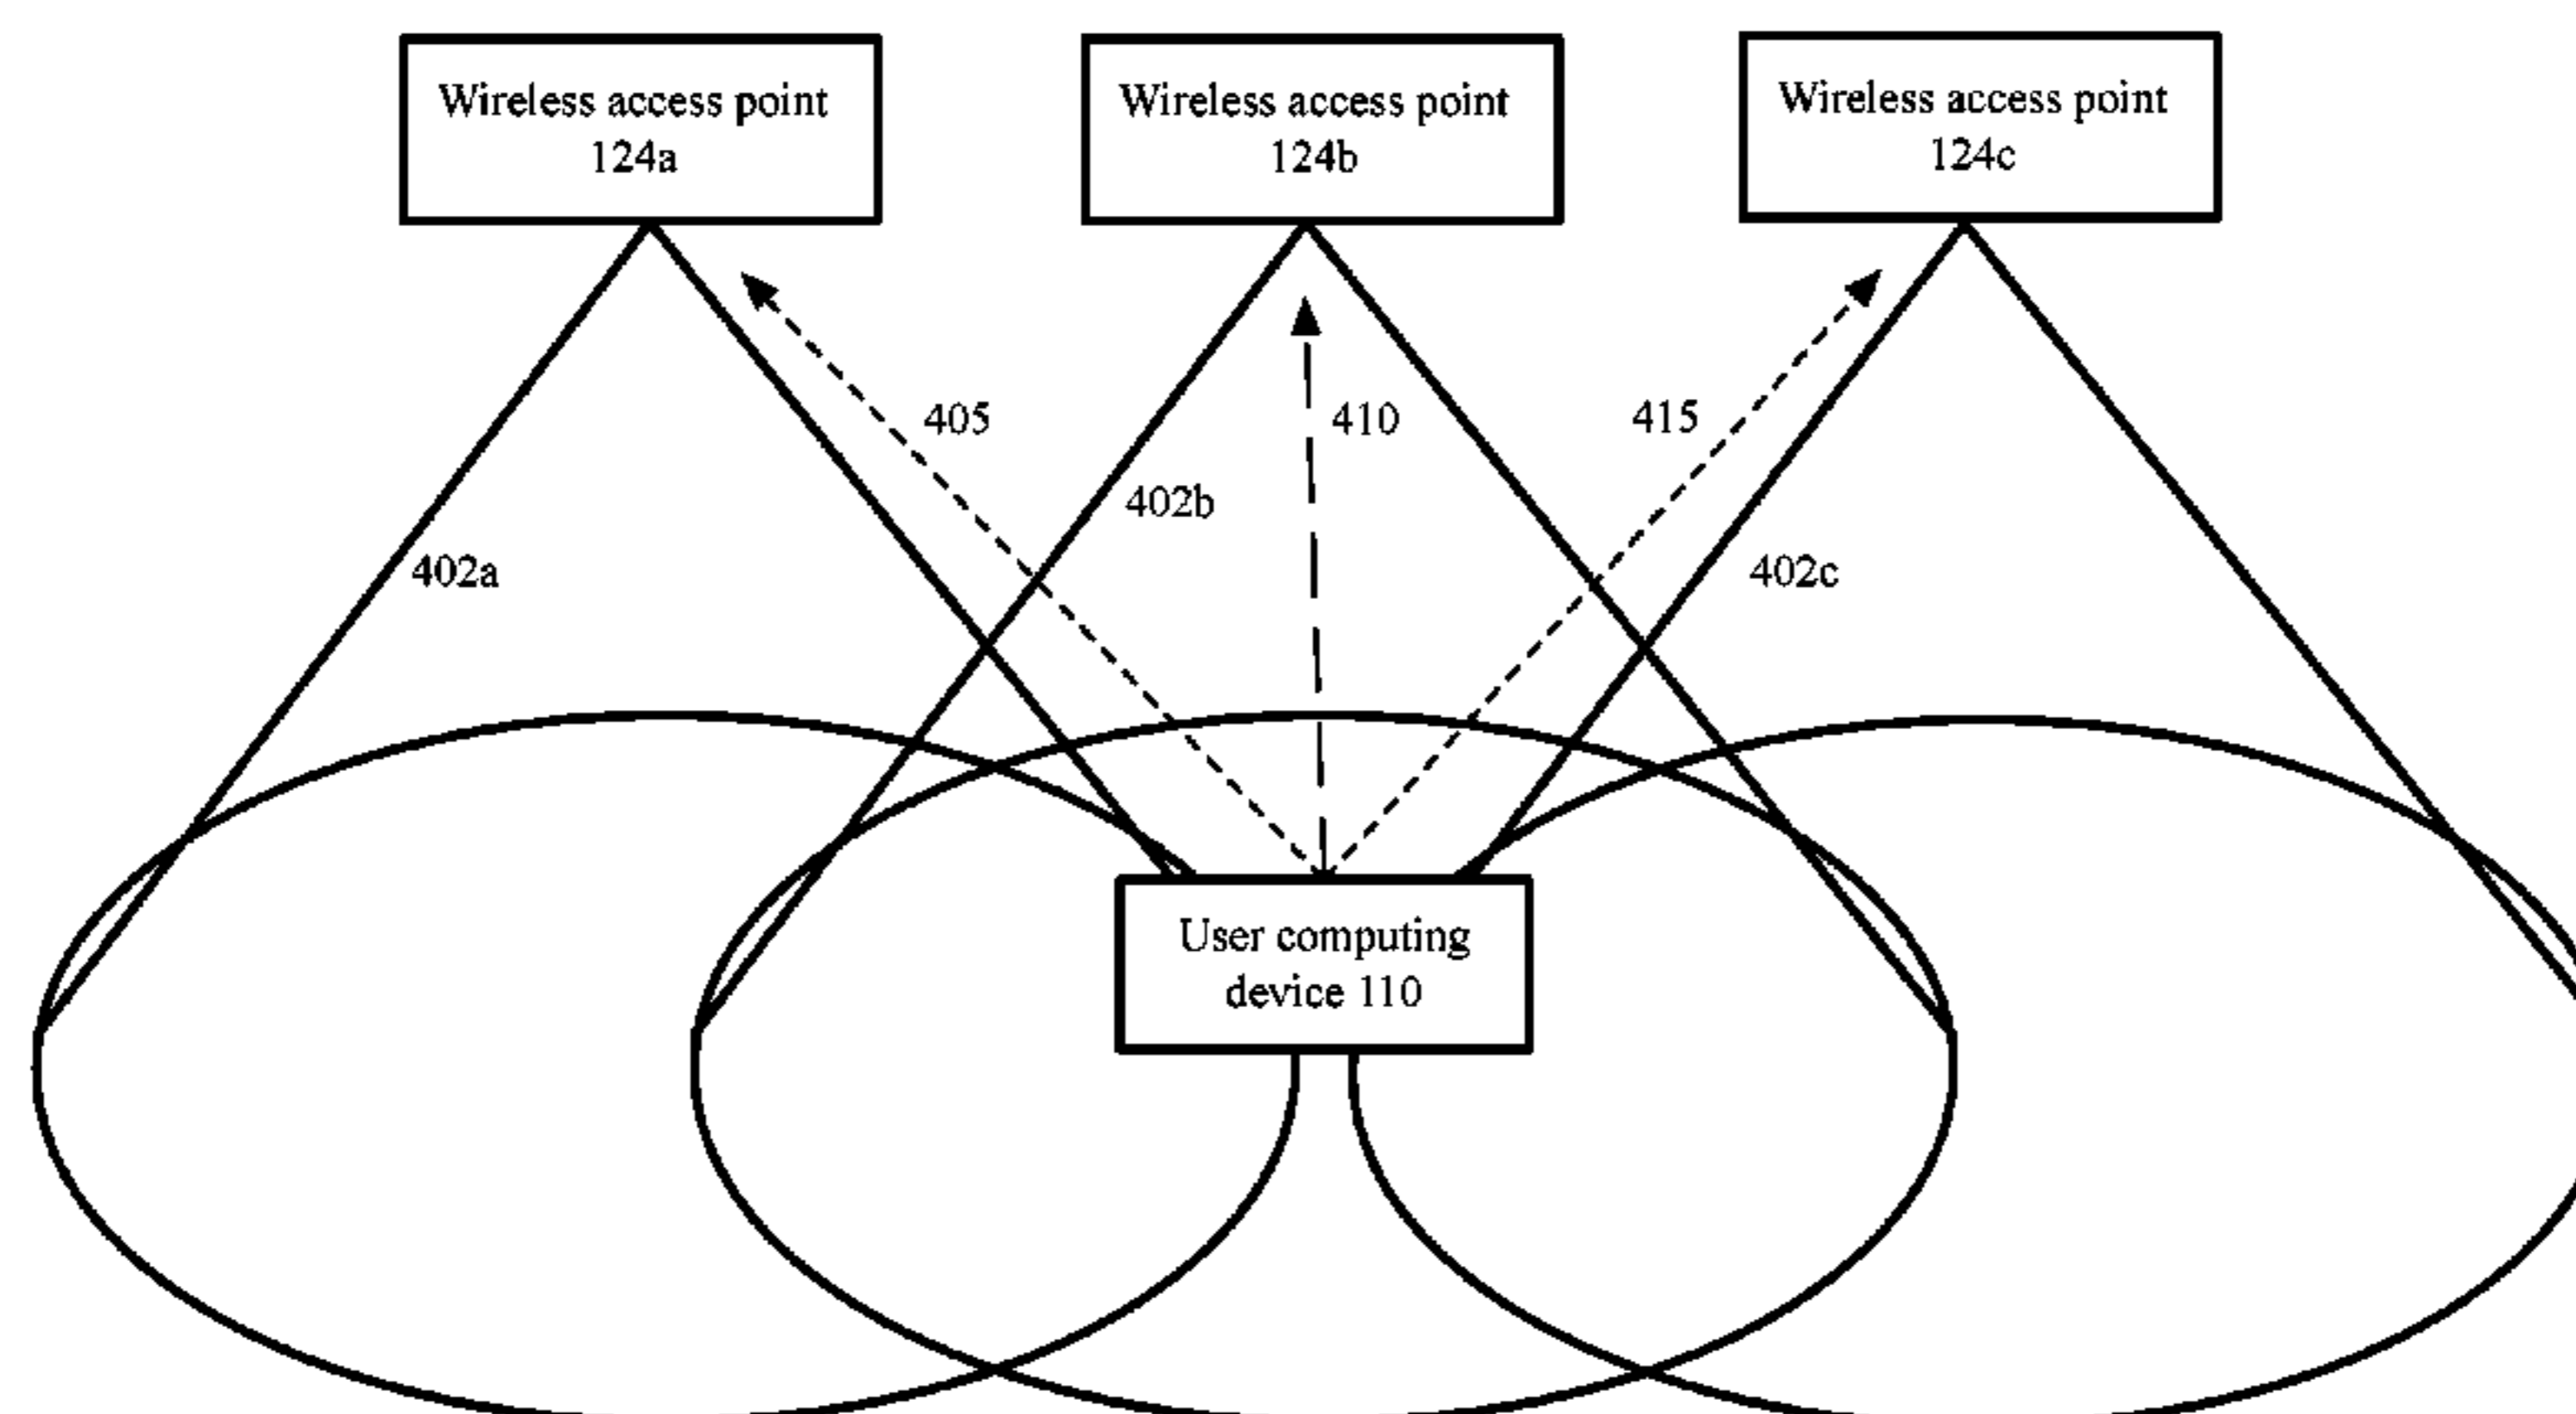 Wireless access point
124a
Wireless access point
124b
Wireless access point
124c
405
410
415
402b
402a
402c
User computing
device 110